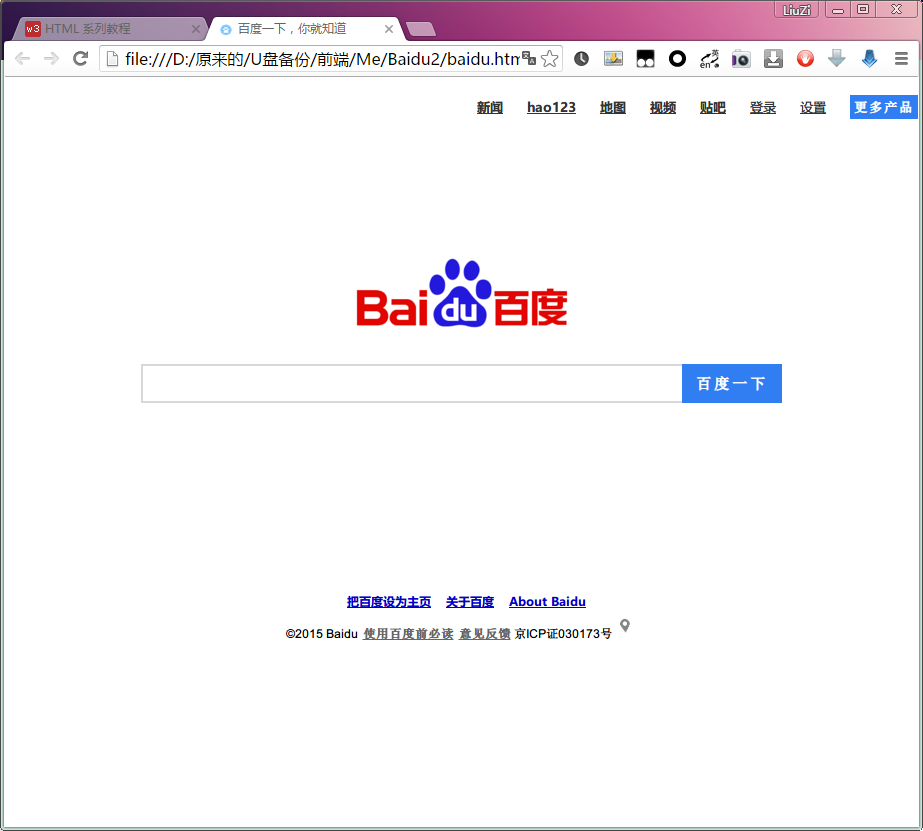 LiuZi
w3 HTML 系列教程
百度一下，你就知道
file:///D:/原来的/U盘备份/前端/Me/Baidu2/baidu.htm
英 en
新闻 hao123 地图 视频 贴吧 登录 设置 更多产品
Bai du 百度
百度一下
把百度设为主页 关于百度 About Baidu
©2015 Baidu 使用百度前必读 意见反馈 京ICP证030173号